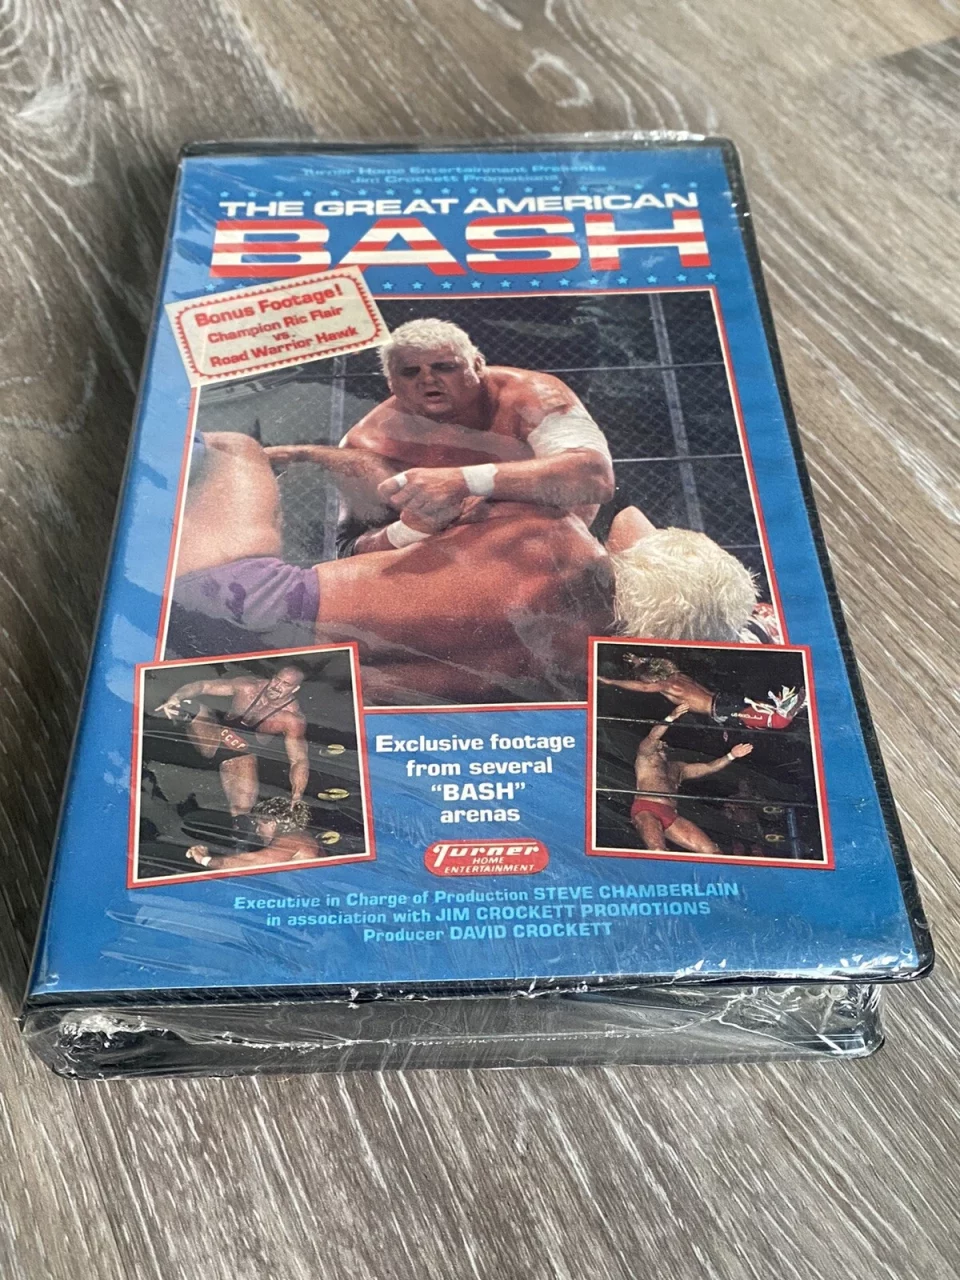 Turner Home Entertainment Presents
Jim Crockett Promotions
THE GREAT AMERICAN
BASH
Bonus Footage!
Champion Ric Flair
vs.
Road Warrior Hawk
CCCP
Exclusive footage
from several
“BASH”
arenas
Turner
HOME
ENTERTAINMENT
Executive in Charge of Production STEVE CHAMBERLAIN
in association with JIM CROCKETT PROMOTIONS
Producer DAVID CROCKETT